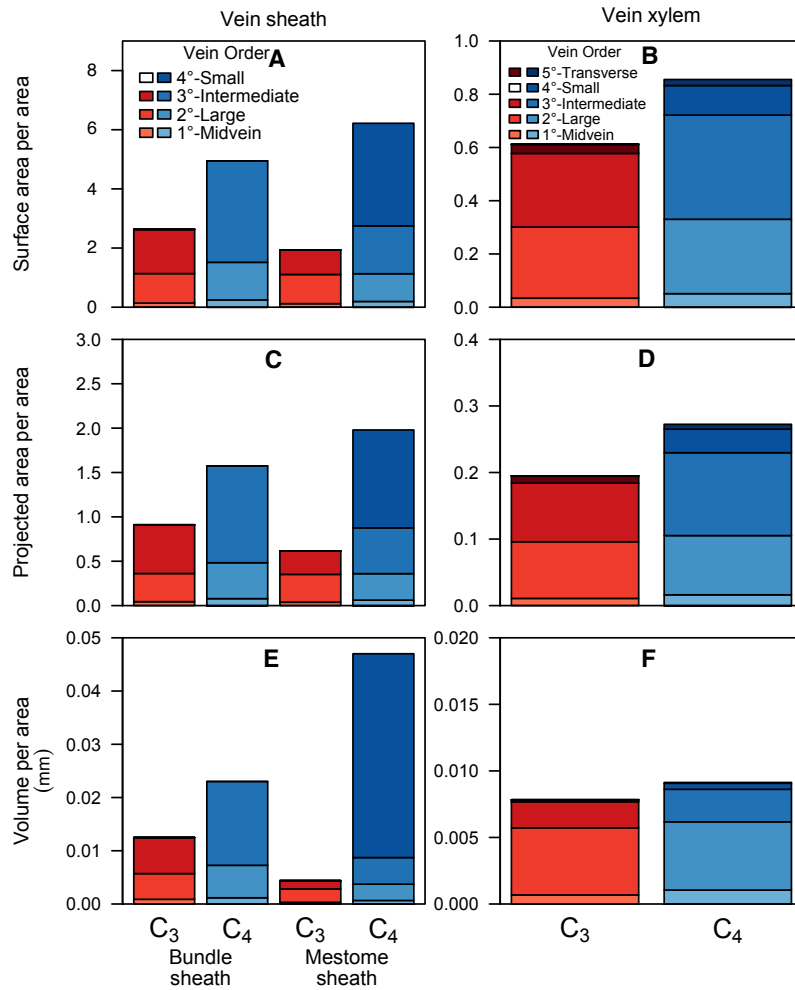 Vein sheath
Vein xylem
Surface area per area
8
6
4
2
0
Vein Order
A
4°-Small
3°-Intermediate
2°-Large
1°-Midvein
1.0
0.8
0.6
0.4
0.2
0.0
Vein Order
B
5°-Transverse
4°-Small
3°-Intermediate
2°-Large
1°-Midvein
Projected area per area
3.0
2.5
2.0
1.5
1.0
0.5
0.0
C
0.4
0.3
0.2
0.1
0.0
D
Volume per area
(mm)
0.05
0.04
0.03
0.02
0.01
0.00
E
0.020
0.015
0.010
0.005
0.000
F
C₃ C₄ C₃ C₄
Bundle
sheath
Mestome
sheath
C₃ C₄